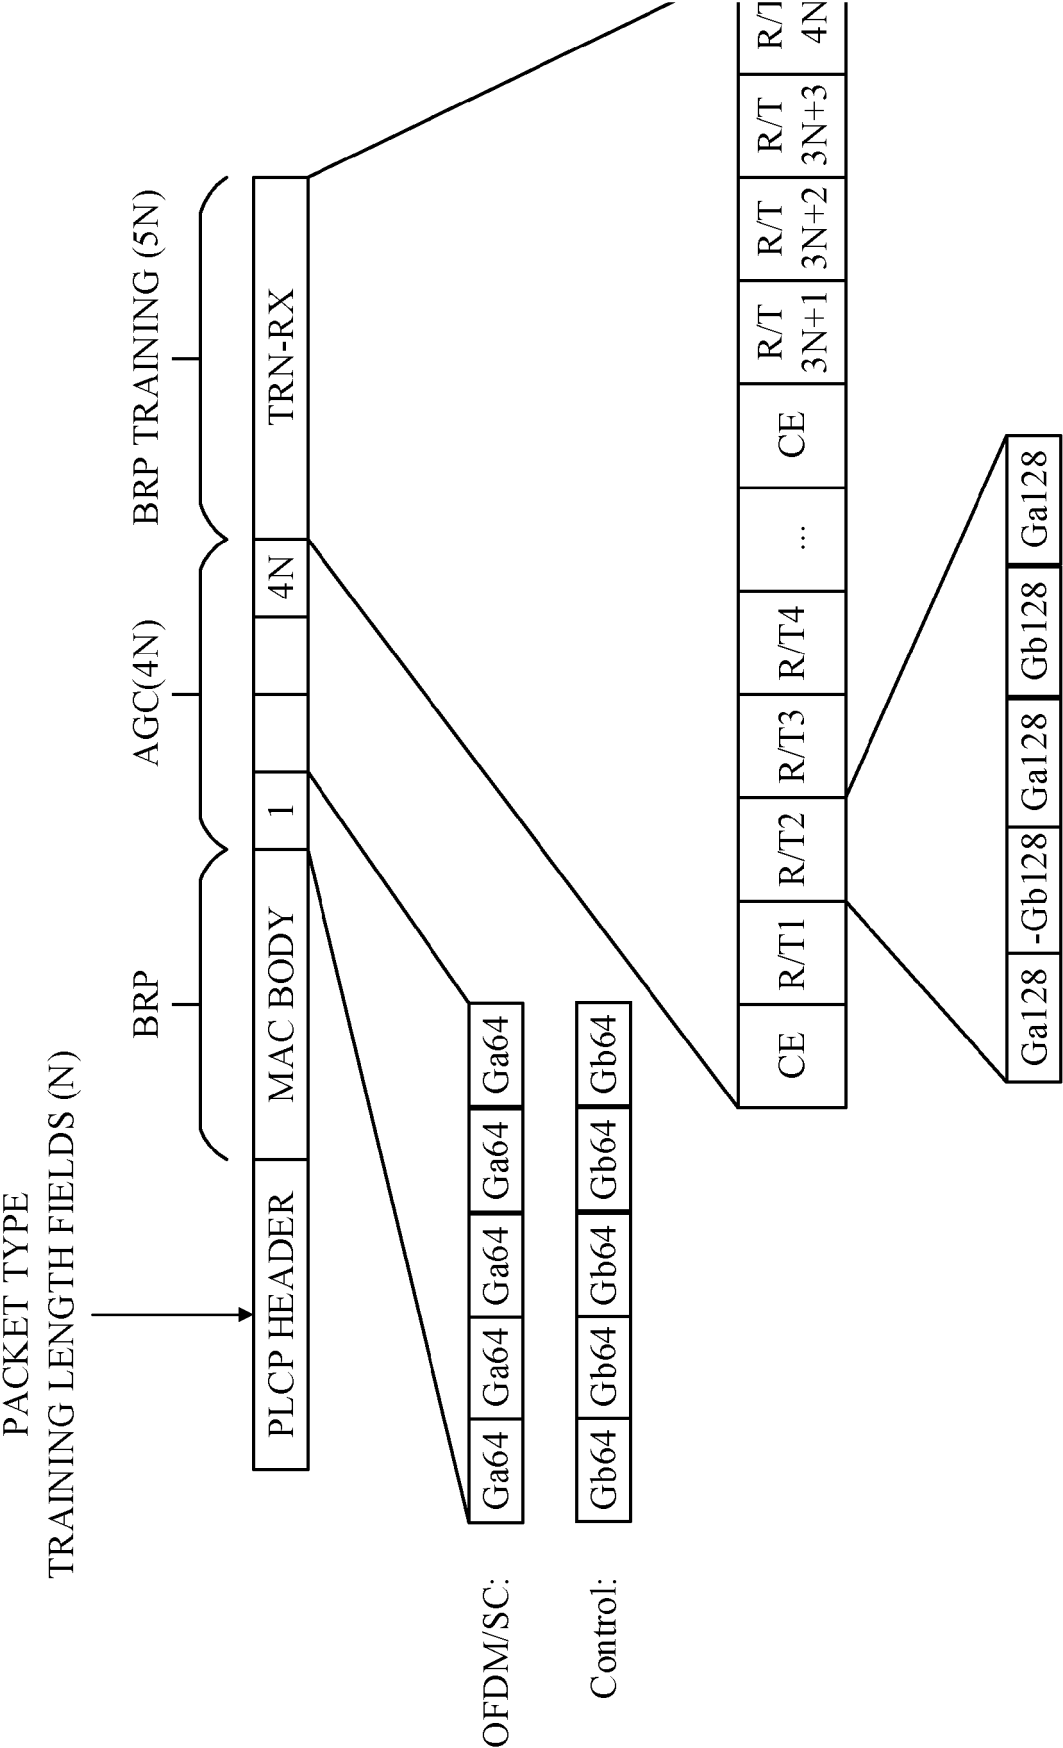 PACKET TYPE
TRAINING LENGTH FIELDS (N)
BRP
AGC(4N)
BRP TRAINING (5N)
PLCP HEADER
MAC BODY
1
4N
TRN-RX
OFDM/SC:
Ga64
Ga64
Ga64
Ga64
Ga64
Control:
Gb64
Gb64
Gb64
Gb64
Gb64
CE
R/T1
R/T2
R/T3
R/T4
...
CE
R/T
3N+1
R/T
3N+2
R/T
3N+3
R/T
4N
Ga128
-Gb128
Ga128
Gb128
Ga128